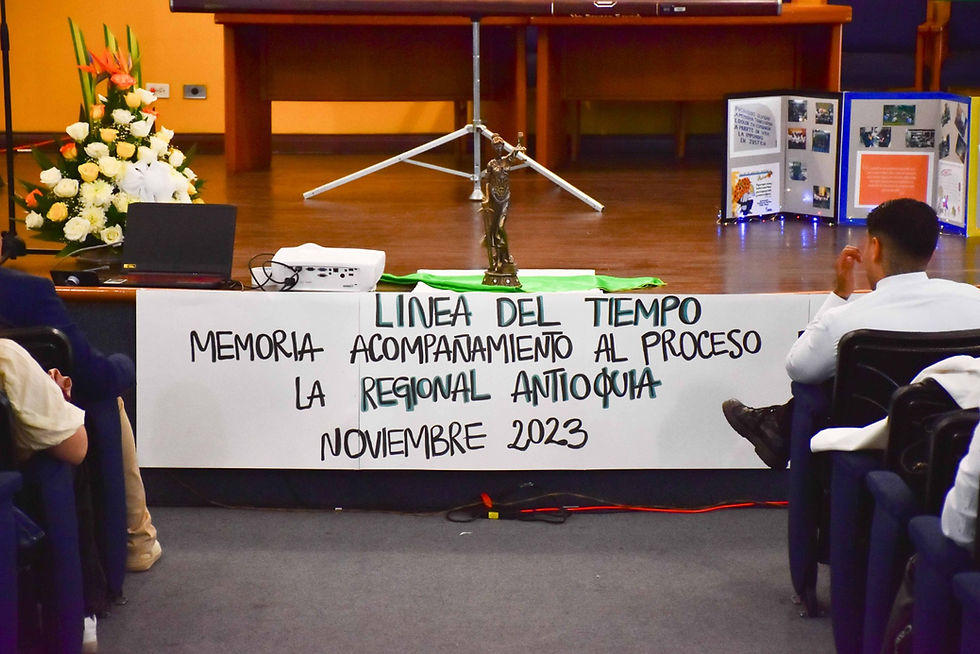 LINEA DEL TIEMPO
MEMORIA ACOMPAÑAMIENTO AL PROCESO
LA REGIONAL ANTIOQUIA
NOVIEMBRE 2023